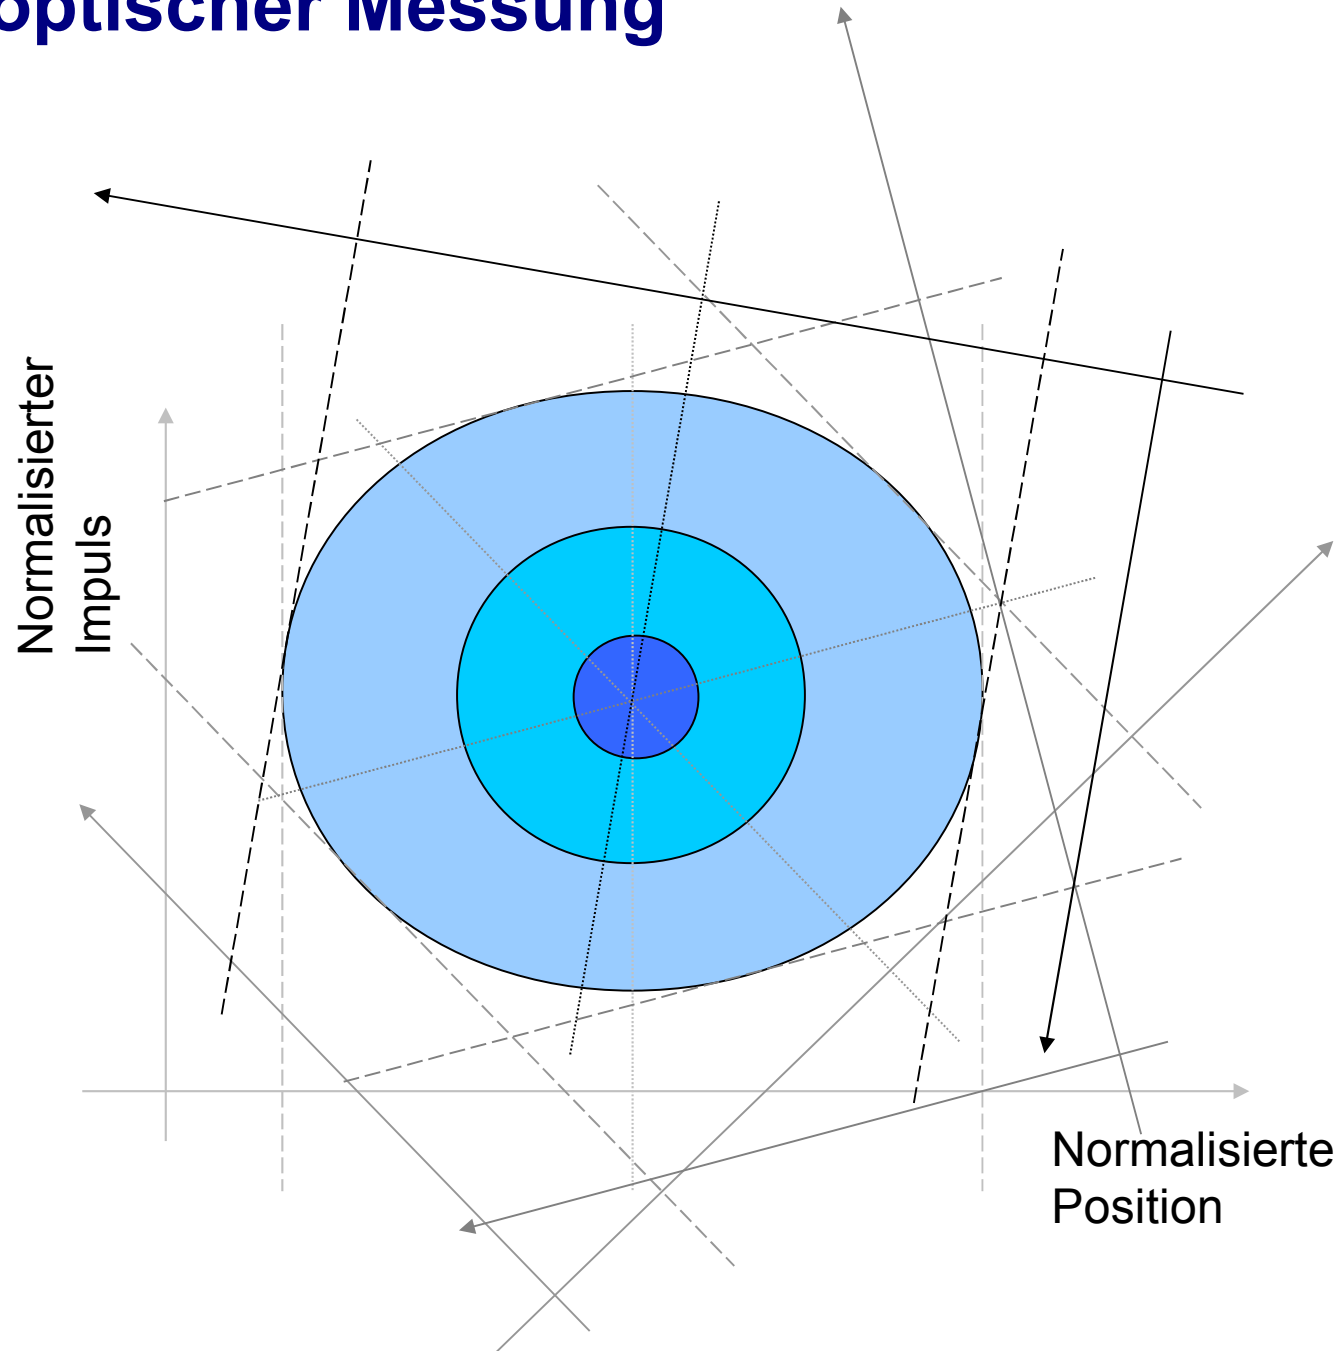 optischer Messung
Normalisierter
Impuls
Normalisierte
Position